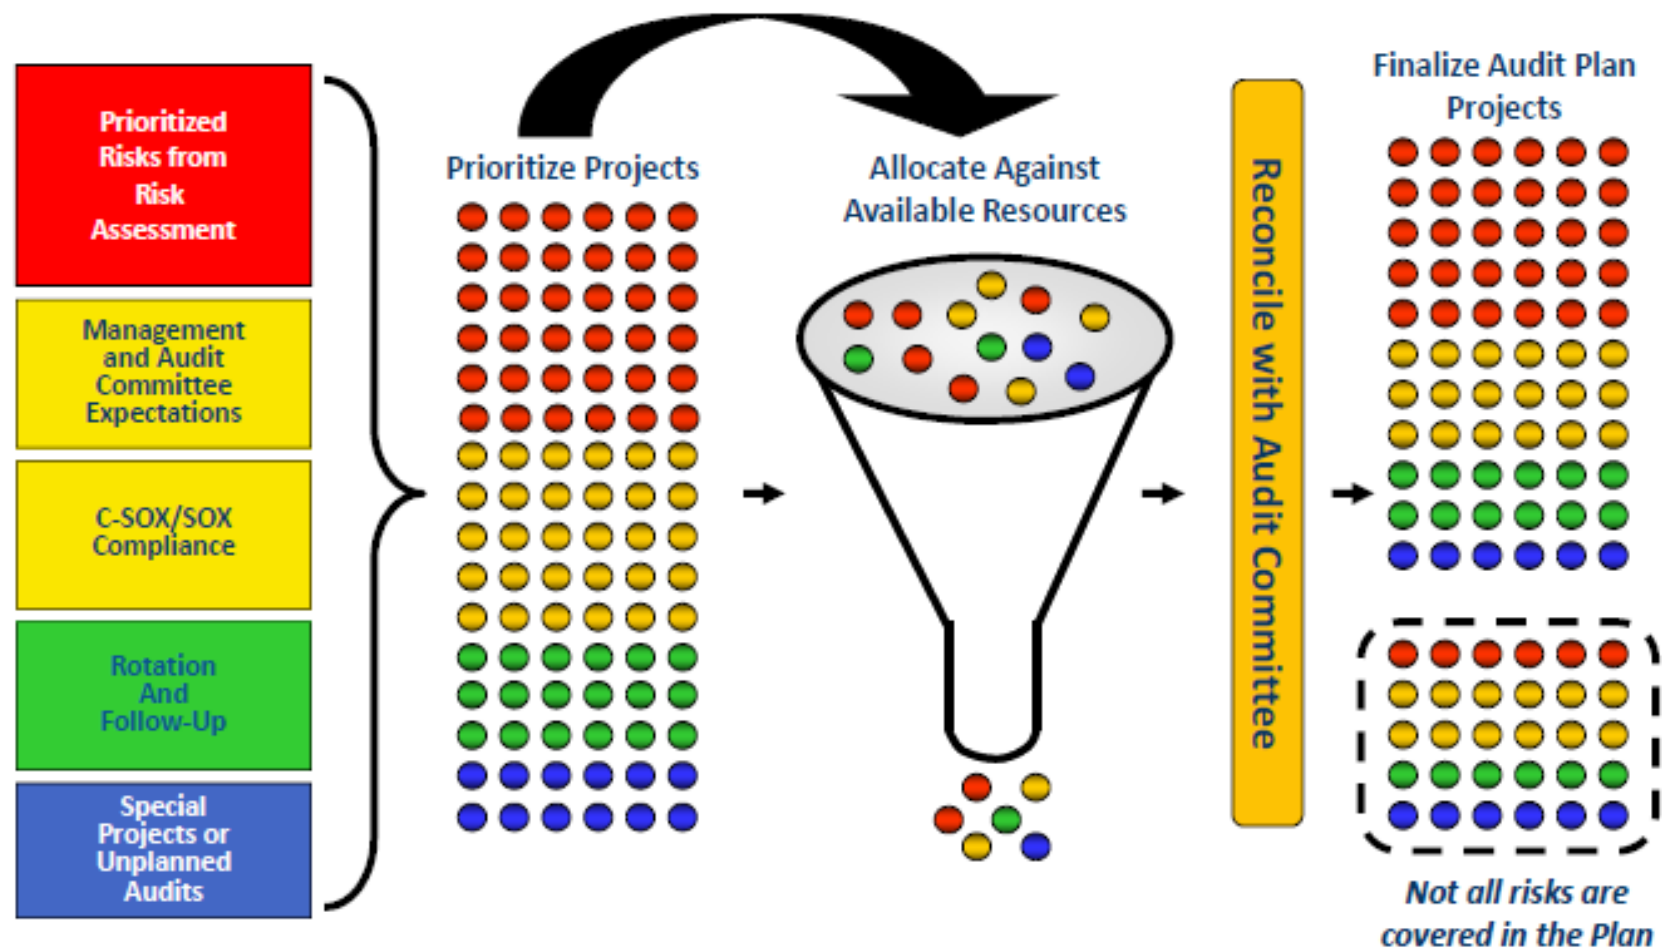 Prioritized
Risks from
Risk
Assessment
Management
and Audit
Committee
Expectations
C-SOX/SOX
Compliance
Rotation
And
Follow-Up
Special
Projects or
Unplanned
Audits
Prioritize Projects
Allocate Against
Available Resources
Reconcile with Audit Committee
Finalize Audit Plan
Projects
Not all risks are
covered in the Plan